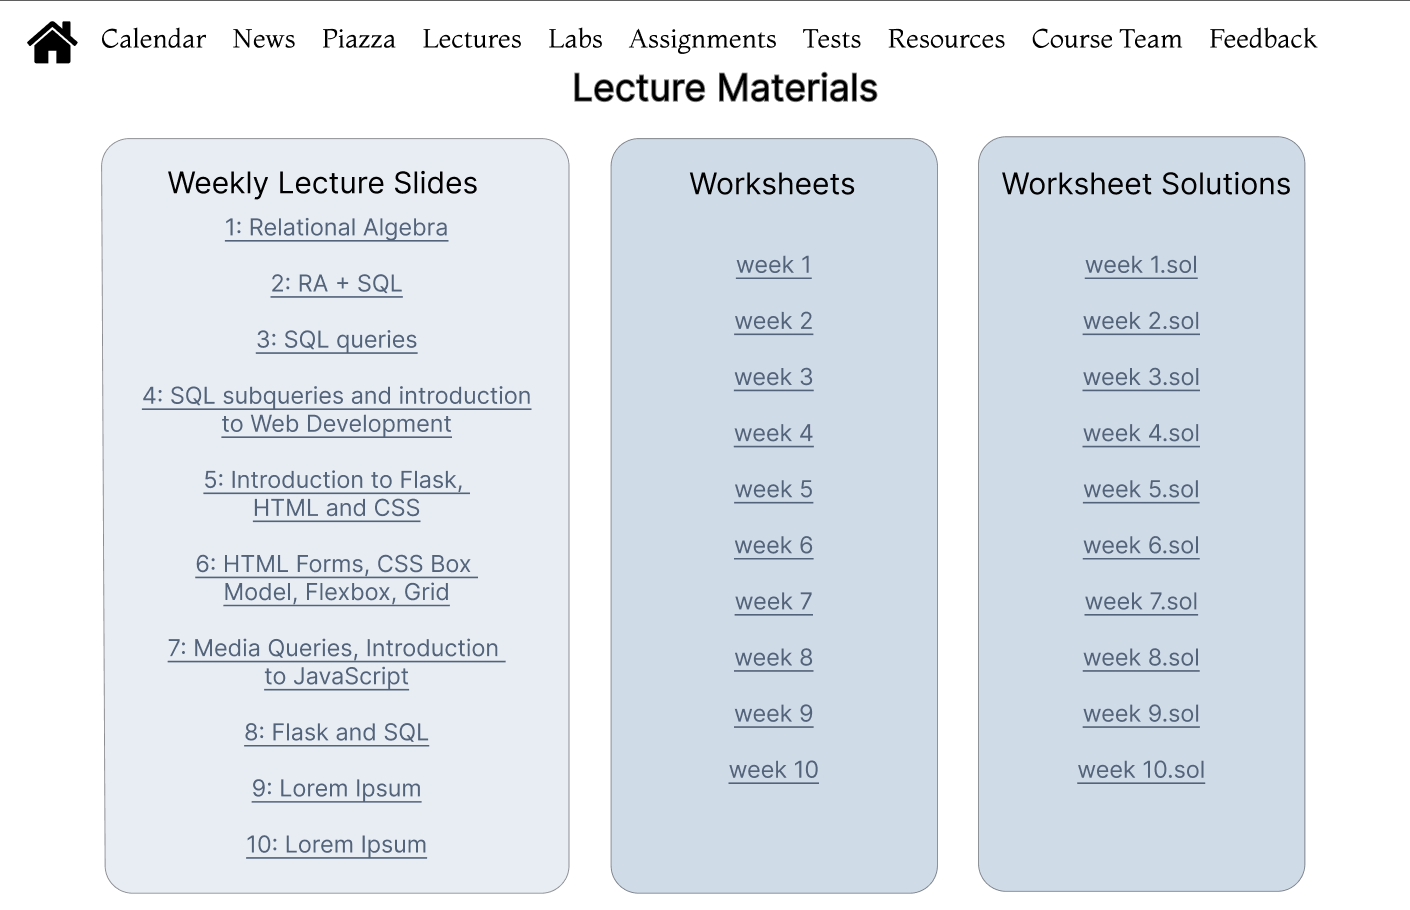 Calendar News Piazza Lectures Labs Assignments Tests Resources Course Team Feedback
Lecture Materials
Weekly Lecture Slides
1: Relational Algebra
2: RA + SQL
3: SQL queries
4: SQL subqueries and introduction
to Web Development
5: Introduction to Flask,
HTML and CSS
6: HTML Forms, CSS Box
Model, Flexbox, Grid
7: Media Queries, Introduction
to JavaScript
8: Flask and SQL
9: Lorem Ipsum
10: Lorem Ipsum
Worksheets
week 1
week 2
week 3
week 4
week 5
week 6
week 7
week 8
week 9
week 10
Worksheet Solutions
week 1.sol
week 2.sol
week 3.sol
week 4.sol
week 5.sol
week 6.sol
week 7.sol
week 8.sol
week 9.sol
week 10.sol